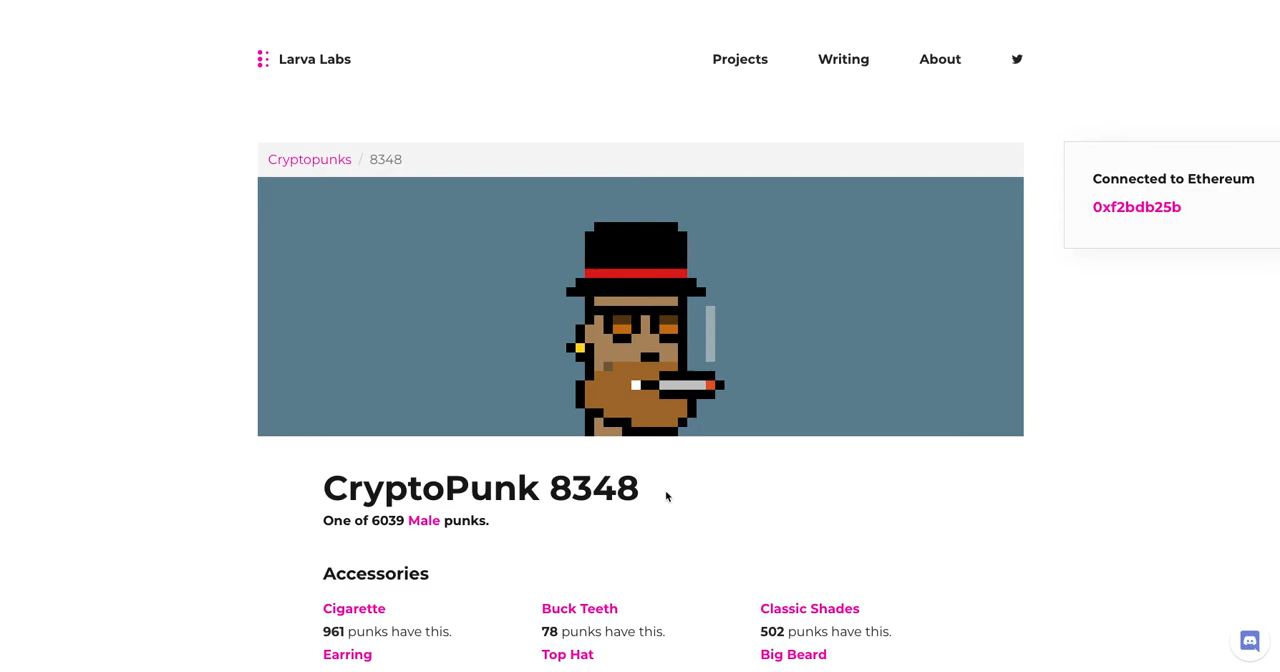 Larva Labs
Projects Writing About
Cryptopunks / 8348
Connected to Ethereum
0xf2bdb25b
CryptoPunk 8348
One of 6039 Male punks.
Accessories
Cigarette Buck Teeth Classic Shades
961 punks have this. 78 punks have this. 502 punks have this.
Earring Top Hat Big Beard